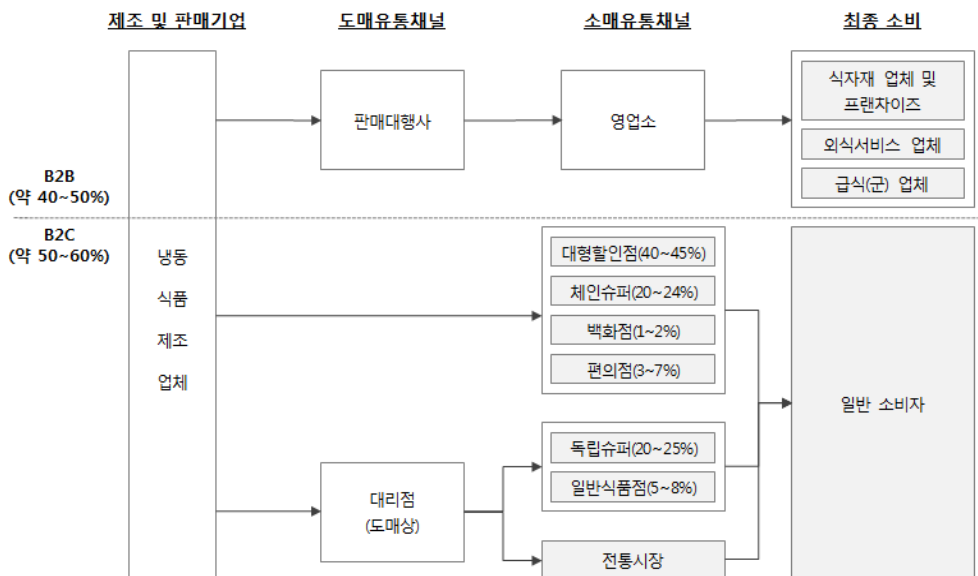 제조 및 판매기업
도매유통채널
소매유통채널
최종 소비
판매대행사
영업소
식자재 업체 및
프랜차이즈
외식서비스 업체
급식(군) 업체
B2B
(약 40~50%)
B2C
(약 50~60%)
냉동
식품
제조
업체
대형할인점(40~45%)
체인슈퍼(20~24%)
백화점(1~2%)
편의점(3~7%)
일반 소비자
대리점
(도매상)
독립슈퍼(20~25%)
일반식품점(5~8%)
전통시장